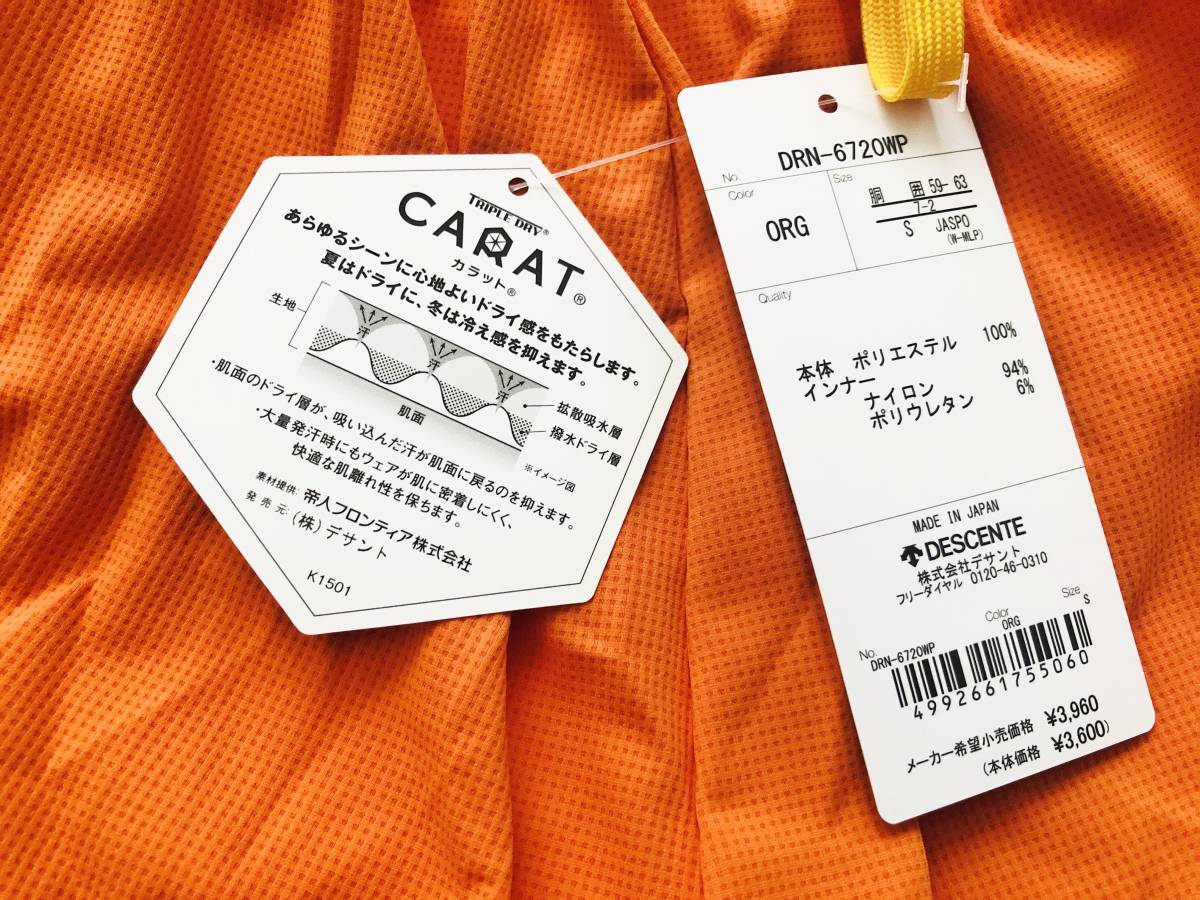 TRIPLE DRY®
CARAT®
カラット®
あらゆるシーンに心地よいドライ感をもたらします。
夏はドライに、冬は冷え感を抑えます。
生地
汗
汗
汗
肌面
拡散吸水層
撥水ドライ層
※イメージ図
・肌面のドライ層が、吸い込んだ汗が肌面に戻るのを抑えます。
・大量発汗時にもウェアが肌に密着しにくく、
快適な肌離れ性を保ちます。
素材提供: 帝人フロンティア株式会社
発売元: (株)デサント
K1501
No. DRN-6720WP
Color
ORG
Size
胴 囲 59- 63
7-2
S JASPO
(W-MLP)
Quality
本体 ポリエステル 100%
インナー
ナイロン 94%
ポリウレタン 6%
MADE IN JAPAN
DESCENTE
株式会社デサント
フリーダイヤル 0120-46-0310
No. Color Size
DRN-6720WP ORG S
4992661755060
メーカー希望小売価格 ¥3,960
(本体価格 ¥3,600)